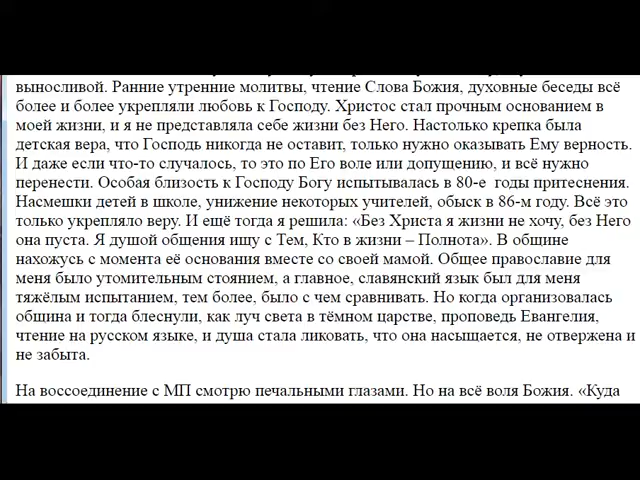 выносливой. Ранние утренние молитвы, чтение Слова Божия, духовные беседы всё
более и более укрепляли любовь к Господу. Христос стал прочным основанием в
моей жизни, и я не представляла себе жизни без Него. Настолько крепка была
детская вера, что Господь никогда не оставит, только нужно оказывать Ему верность.
И даже если что-то случалось, то это по Его воле или допущению, и всё нужно
перенести. Особая близость к Господу Богу испытывалась в 80-е годы притеснения.
Насмешки детей в школе, унижение некоторых учителей, обыск в 86-м году. Всё это
только укрепляло веру. И ещё тогда я решила: «Без Христа я жизни не хочу, без Него
она пуста. Я душой общения ищу с Тем, Кто в жизни – Полнота». В общине
нахожусь с момента её основания вместе со своей мамой. Общее православие для
меня было утомительным стоянием, а главное, славянский язык был для меня
тяжёлым испытанием, тем более, было с чем сравнивать. Но когда организовалась
община и тогда блеснули, как луч света в тёмном царстве, проповедь Евангелия,
чтение на русском языке, и душа стала ликовать, что она насыщается, не отвержена и
не забыта.
На воссоединение с МП смотрю печальными глазами. Но на всё воля Божия. «Куда